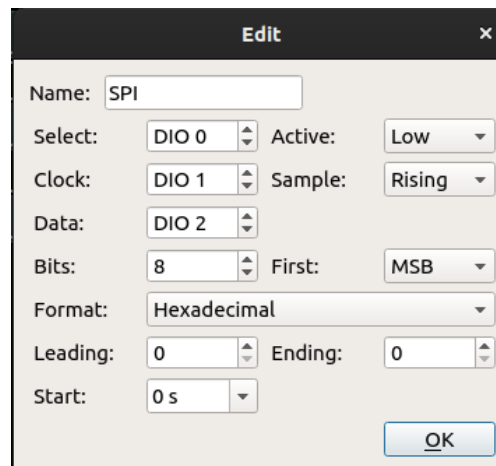 Edit ×
Name: SPI
Select: DIO 0 Active: Low
Clock: DIO 1 Sample: Rising
Data: DIO 2
Bits: 8 First: MSB
Format: Hexadecimal
Leading: 0 Ending: 0
Start: 0 s
OK